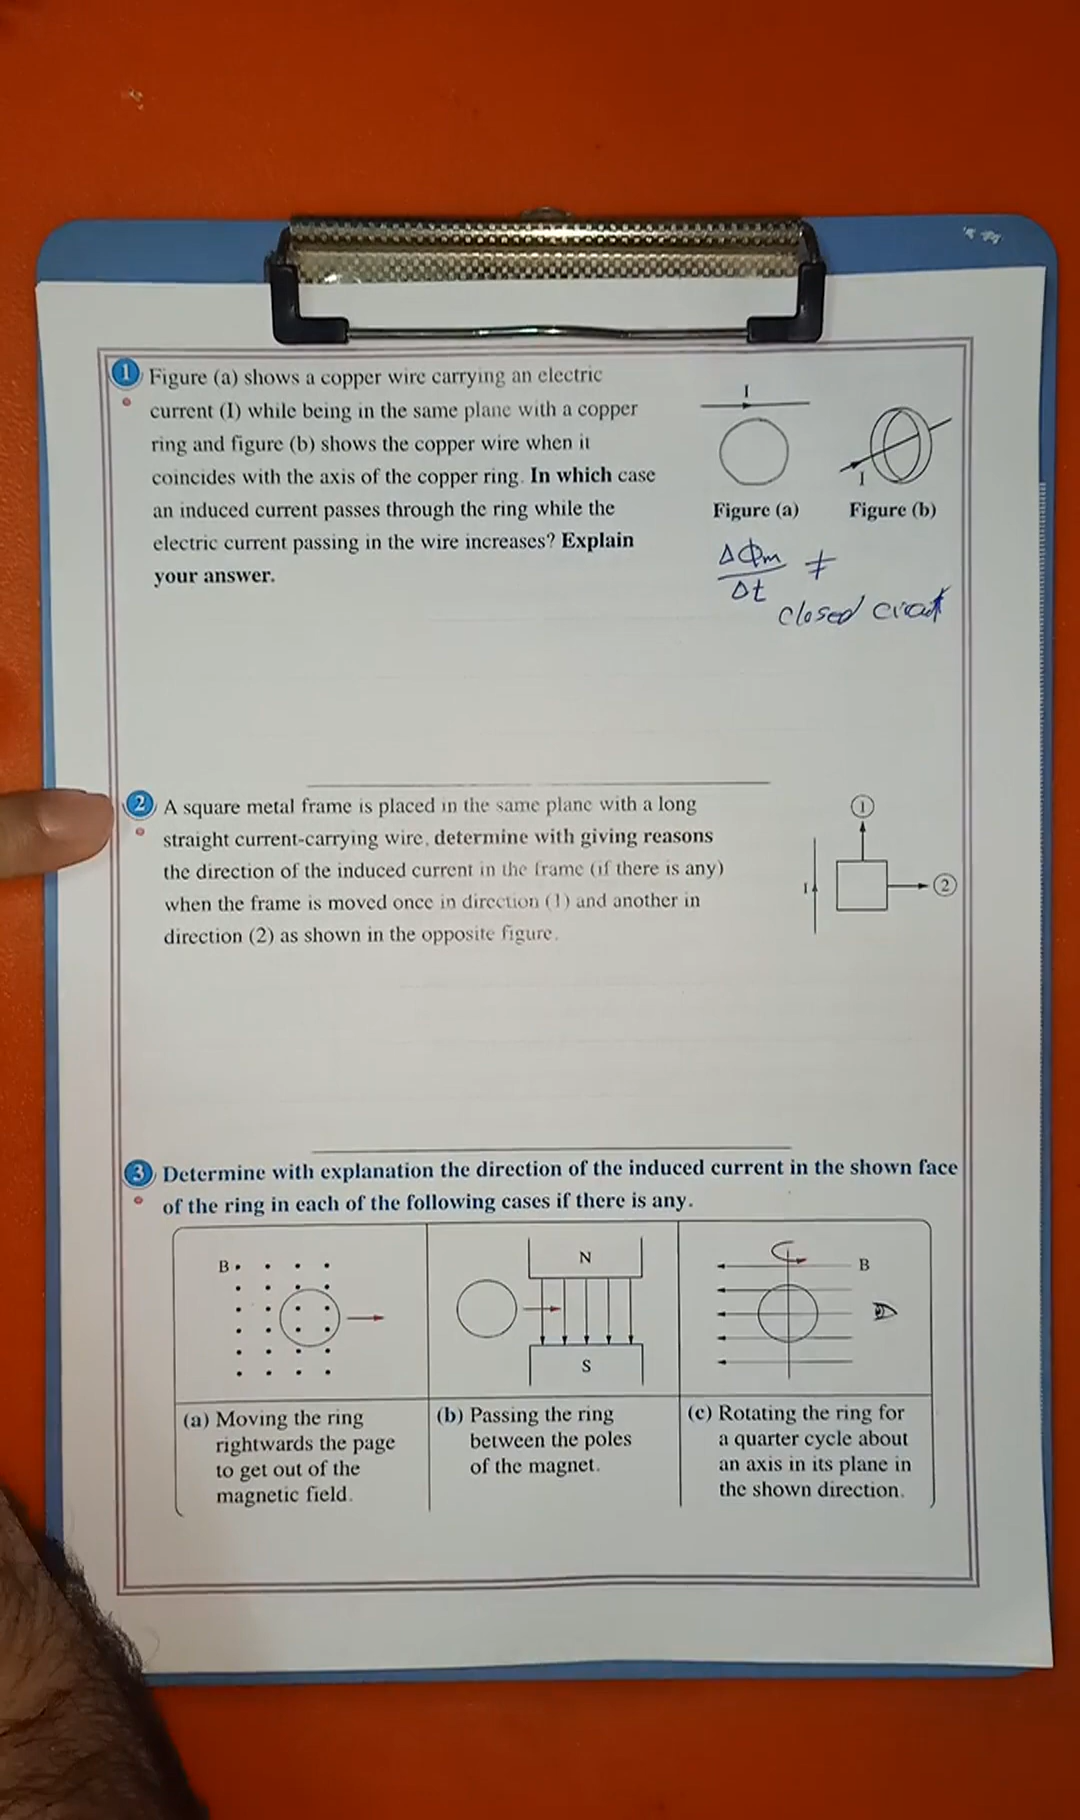 1 Figure (a) shows a copper wire carrying an electric
current (I) while being in the same plane with a copper
ring and figure (b) shows the copper wire when it
coincides with the axis of the copper ring. In which case
an induced current passes through the ring while the
electric current passing in the wire increases? Explain
your answer.
I
I
Figure (a) Figure (b)
ΔΦm/Δt ≠
closed
2 A square metal frame is placed in the same plane with a long
straight current-carrying wire, determine with giving reasons
the direction of the induced current in the frame (if there is any)
when the frame is moved once in direction (1) and another in
direction (2) as shown in the opposite figure.
1
I
2
3 Determine with explanation the direction of the induced current in the shown face
of the ring in each of the following cases if there is any.
B
N
S
B
(a) Moving the ring
rightwards the page
to get out of the
magnetic field.
(b) Passing the ring
between the poles
of the magnet.
(c) Rotating the ring for
a quarter cycle about
an axis in its plane in
the shown direction.